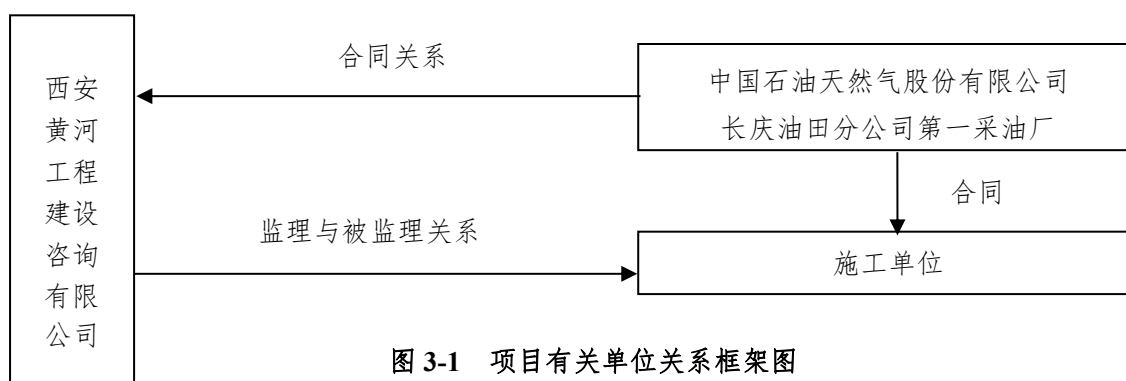 西安
黄河
工程
建设
咨询
有限
公司
合同关系
中国石油天然气股份有限公司
长庆油田分公司第一采油厂
合同
监理与被监理关系
施工单位
图 3-1 项目有关单位关系框架图